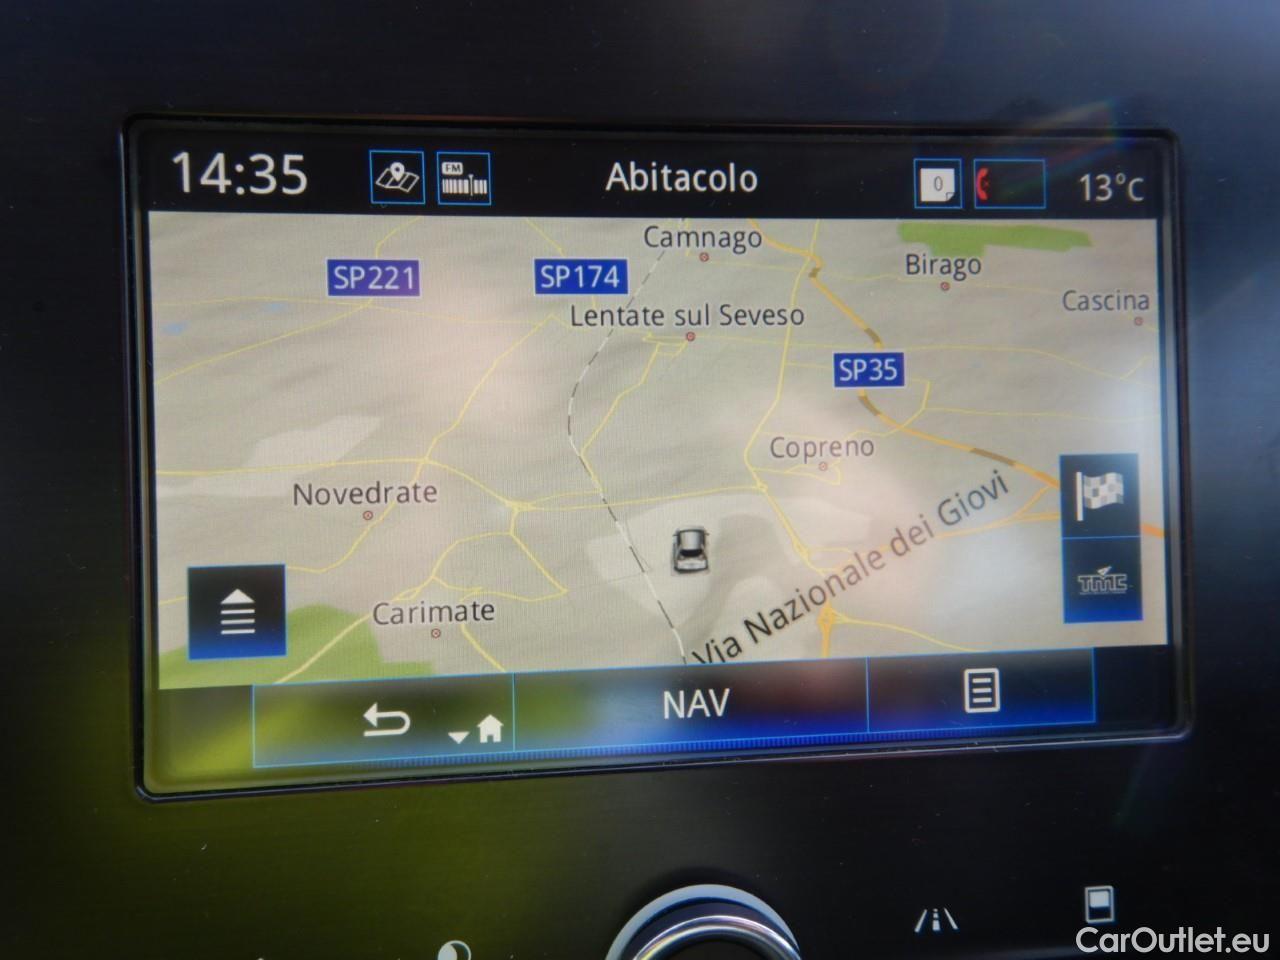 14:35 FM Abitacolo 0 13°C
Camnago
Birago
SP221 SP174
Cascina
Lentate sul Seveso
SP35
Copreno
Novedrate
Via Nazionale dei Giovi
TMC
Carimate
NAV
CarOutlet.eu